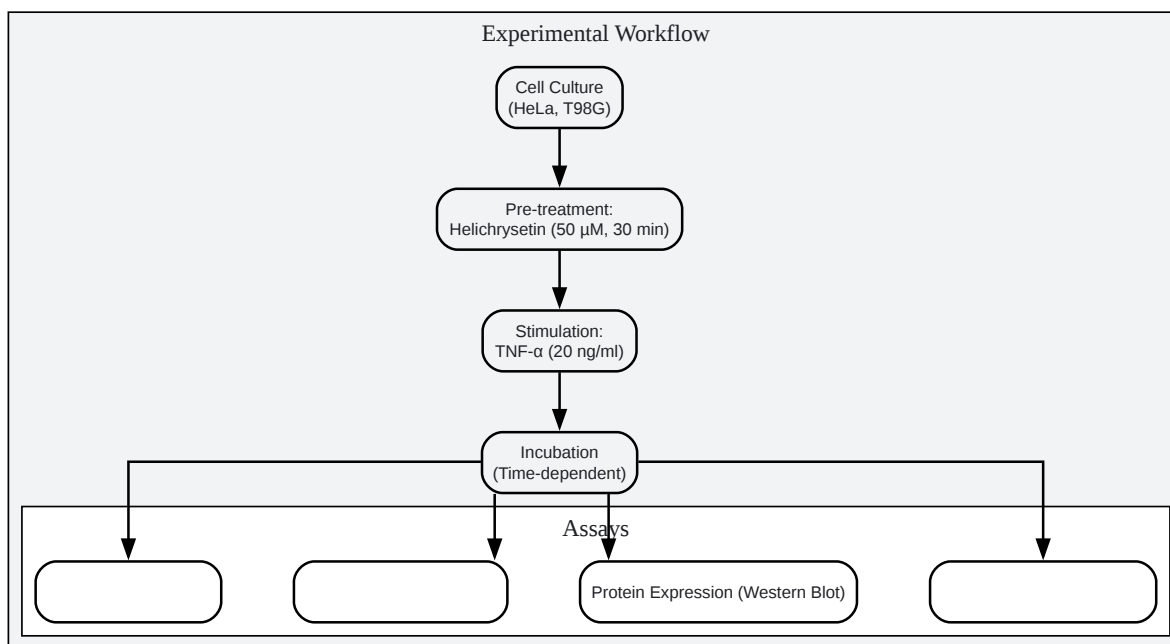 Experimental Workflow
Cell Culture
(HeLa, T98G)
Pre-treatment:
Helichrysetin (50 µM, 30 min)
Stimulation:
TNF-α (20 ng/ml)
Incubation
(Time-dependent)
Assays
Protein Expression (Western Blot)